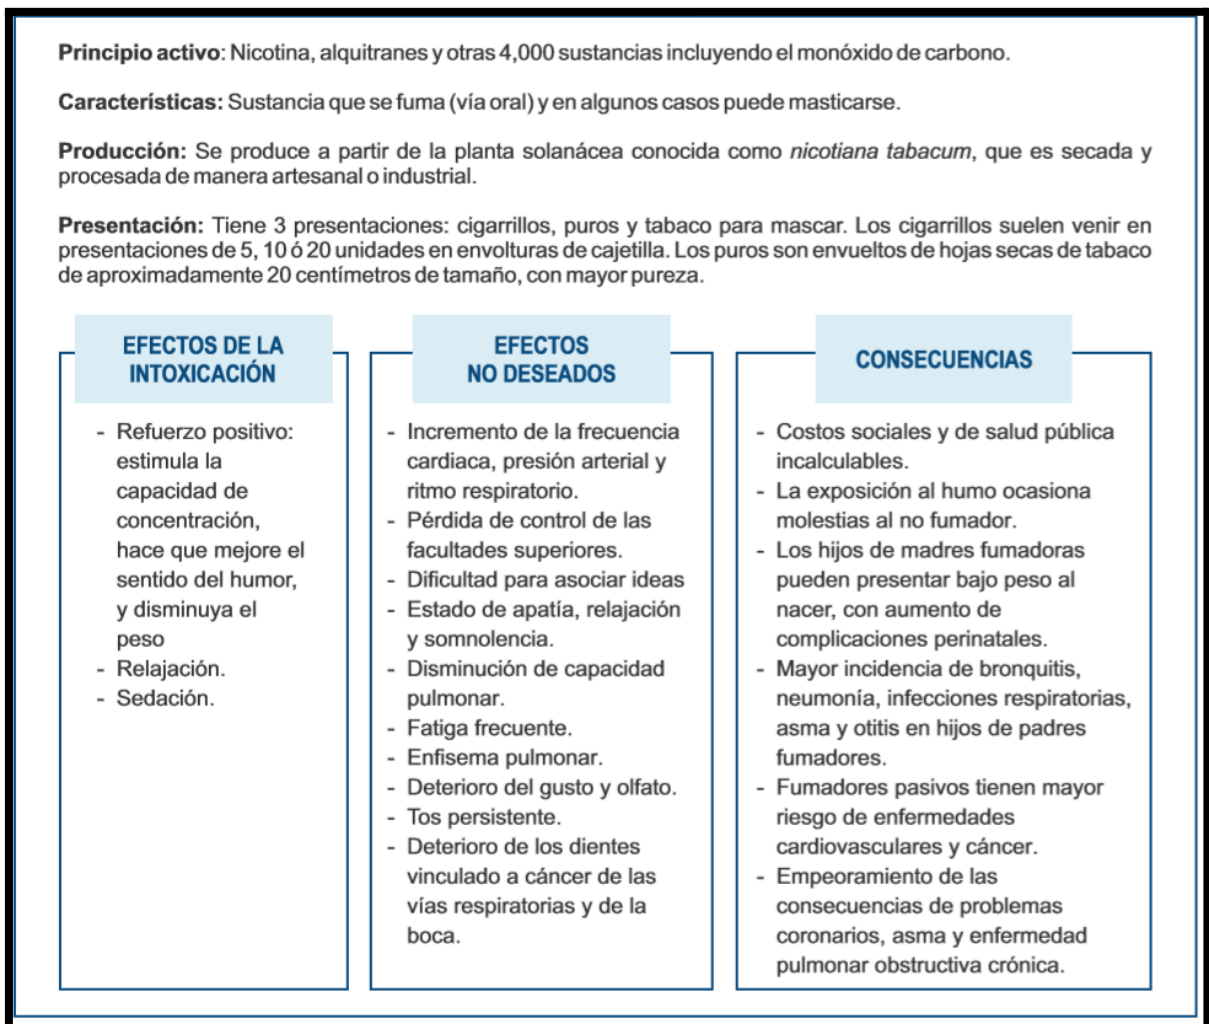 Principio activo: Nicotina, alquitranes y otras 4,000 sustancias incluyendo el monóxido de carbono.
Características: Sustancia que se fuma (vía oral) y en algunos casos puede masticarse.
Producción: Se produce a partir de la planta solanácea conocida como nicotiana tabacum, que es secada y
procesada de manera artesanal o industrial.
Presentación: Tiene 3 presentaciones: cigarrillos, puros y tabaco para mascar. Los cigarrillos suelen venir en
presentaciones de 5, 10 ó 20 unidades en envolturas de cajetilla. Los puros son envueltos de hojas secas de tabaco
de aproximadamente 20 centímetros de tamaño, con mayor pureza.
EFECTOS DE LA
INTOXICACIÓN
- Refuerzo positivo:
estimula la
capacidad de
concentración,
hace que mejore el
sentido del humor,
y disminuya el
peso
- Relajación.
- Sedación.
EFECTOS
NO DESEADOS
- Incremento de la frecuencia
cardiaca, presión arterial y
ritmo respiratorio.
- Pérdida de control de las
facultades superiores.
- Dificultad para asociar ideas
- Estado de apatía, relajación
y somnolencia.
- Disminución de capacidad
pulmonar.
- Fatiga frecuente.
- Enfisema pulmonar.
- Deterioro del gusto y olfato.
- Tos persistente.
- Deterioro de los dientes
vinculado a cáncer de las
vías respiratorias y de la
boca.
CONSECUENCIAS
- Costos sociales y de salud pública
incalculables.
- La exposición al humo ocasiona
molestias al no fumador.
- Los hijos de madres fumadoras
pueden presentar bajo peso al
nacer, con aumento de
complicaciones perinatales.
- Mayor incidencia de bronquitis,
neumonía, infecciones respiratorias,
asma y otitis en hijos de padres
fumadores.
- Fumadores pasivos tienen mayor
riesgo de enfermedades
cardiovasculares y cáncer.
- Empeoramiento de las
consecuencias de problemas
coronarios, asma y enfermedad
pulmonar obstructiva crónica.